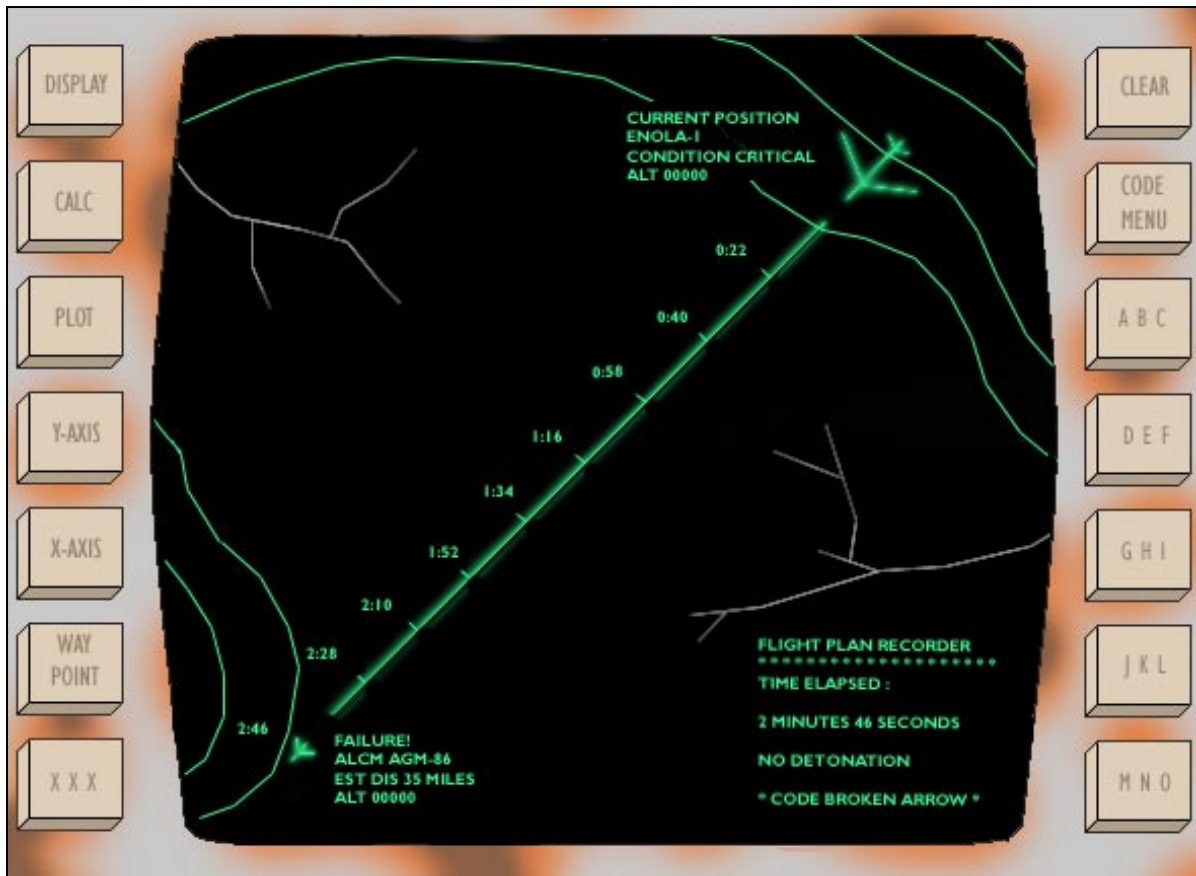 DISPLAY
CALC
PLOT
Y-AXIS
X-AXIS
WAY
POINT
X X X
CURRENT POSITION
ENOLA-1
CONDITION CRITICAL
ALT 00000
0:22
0:40
0:58
1:16
1:34
1:52
2:10
2:28
2:46
FAILURE!
ALCM AGM-86
EST DIS 35 MILES
ALT 00000
FLIGHT PLAN RECORDER
* * * * * * * * * * * * * * * * * * * *
TIME ELAPSED :
2 MINUTES 46 SECONDS
NO DETONATION
* CODE BROKEN ARROW *
CLEAR
CODE
MENU
A B C
D E F
G H I
J K L
M N O